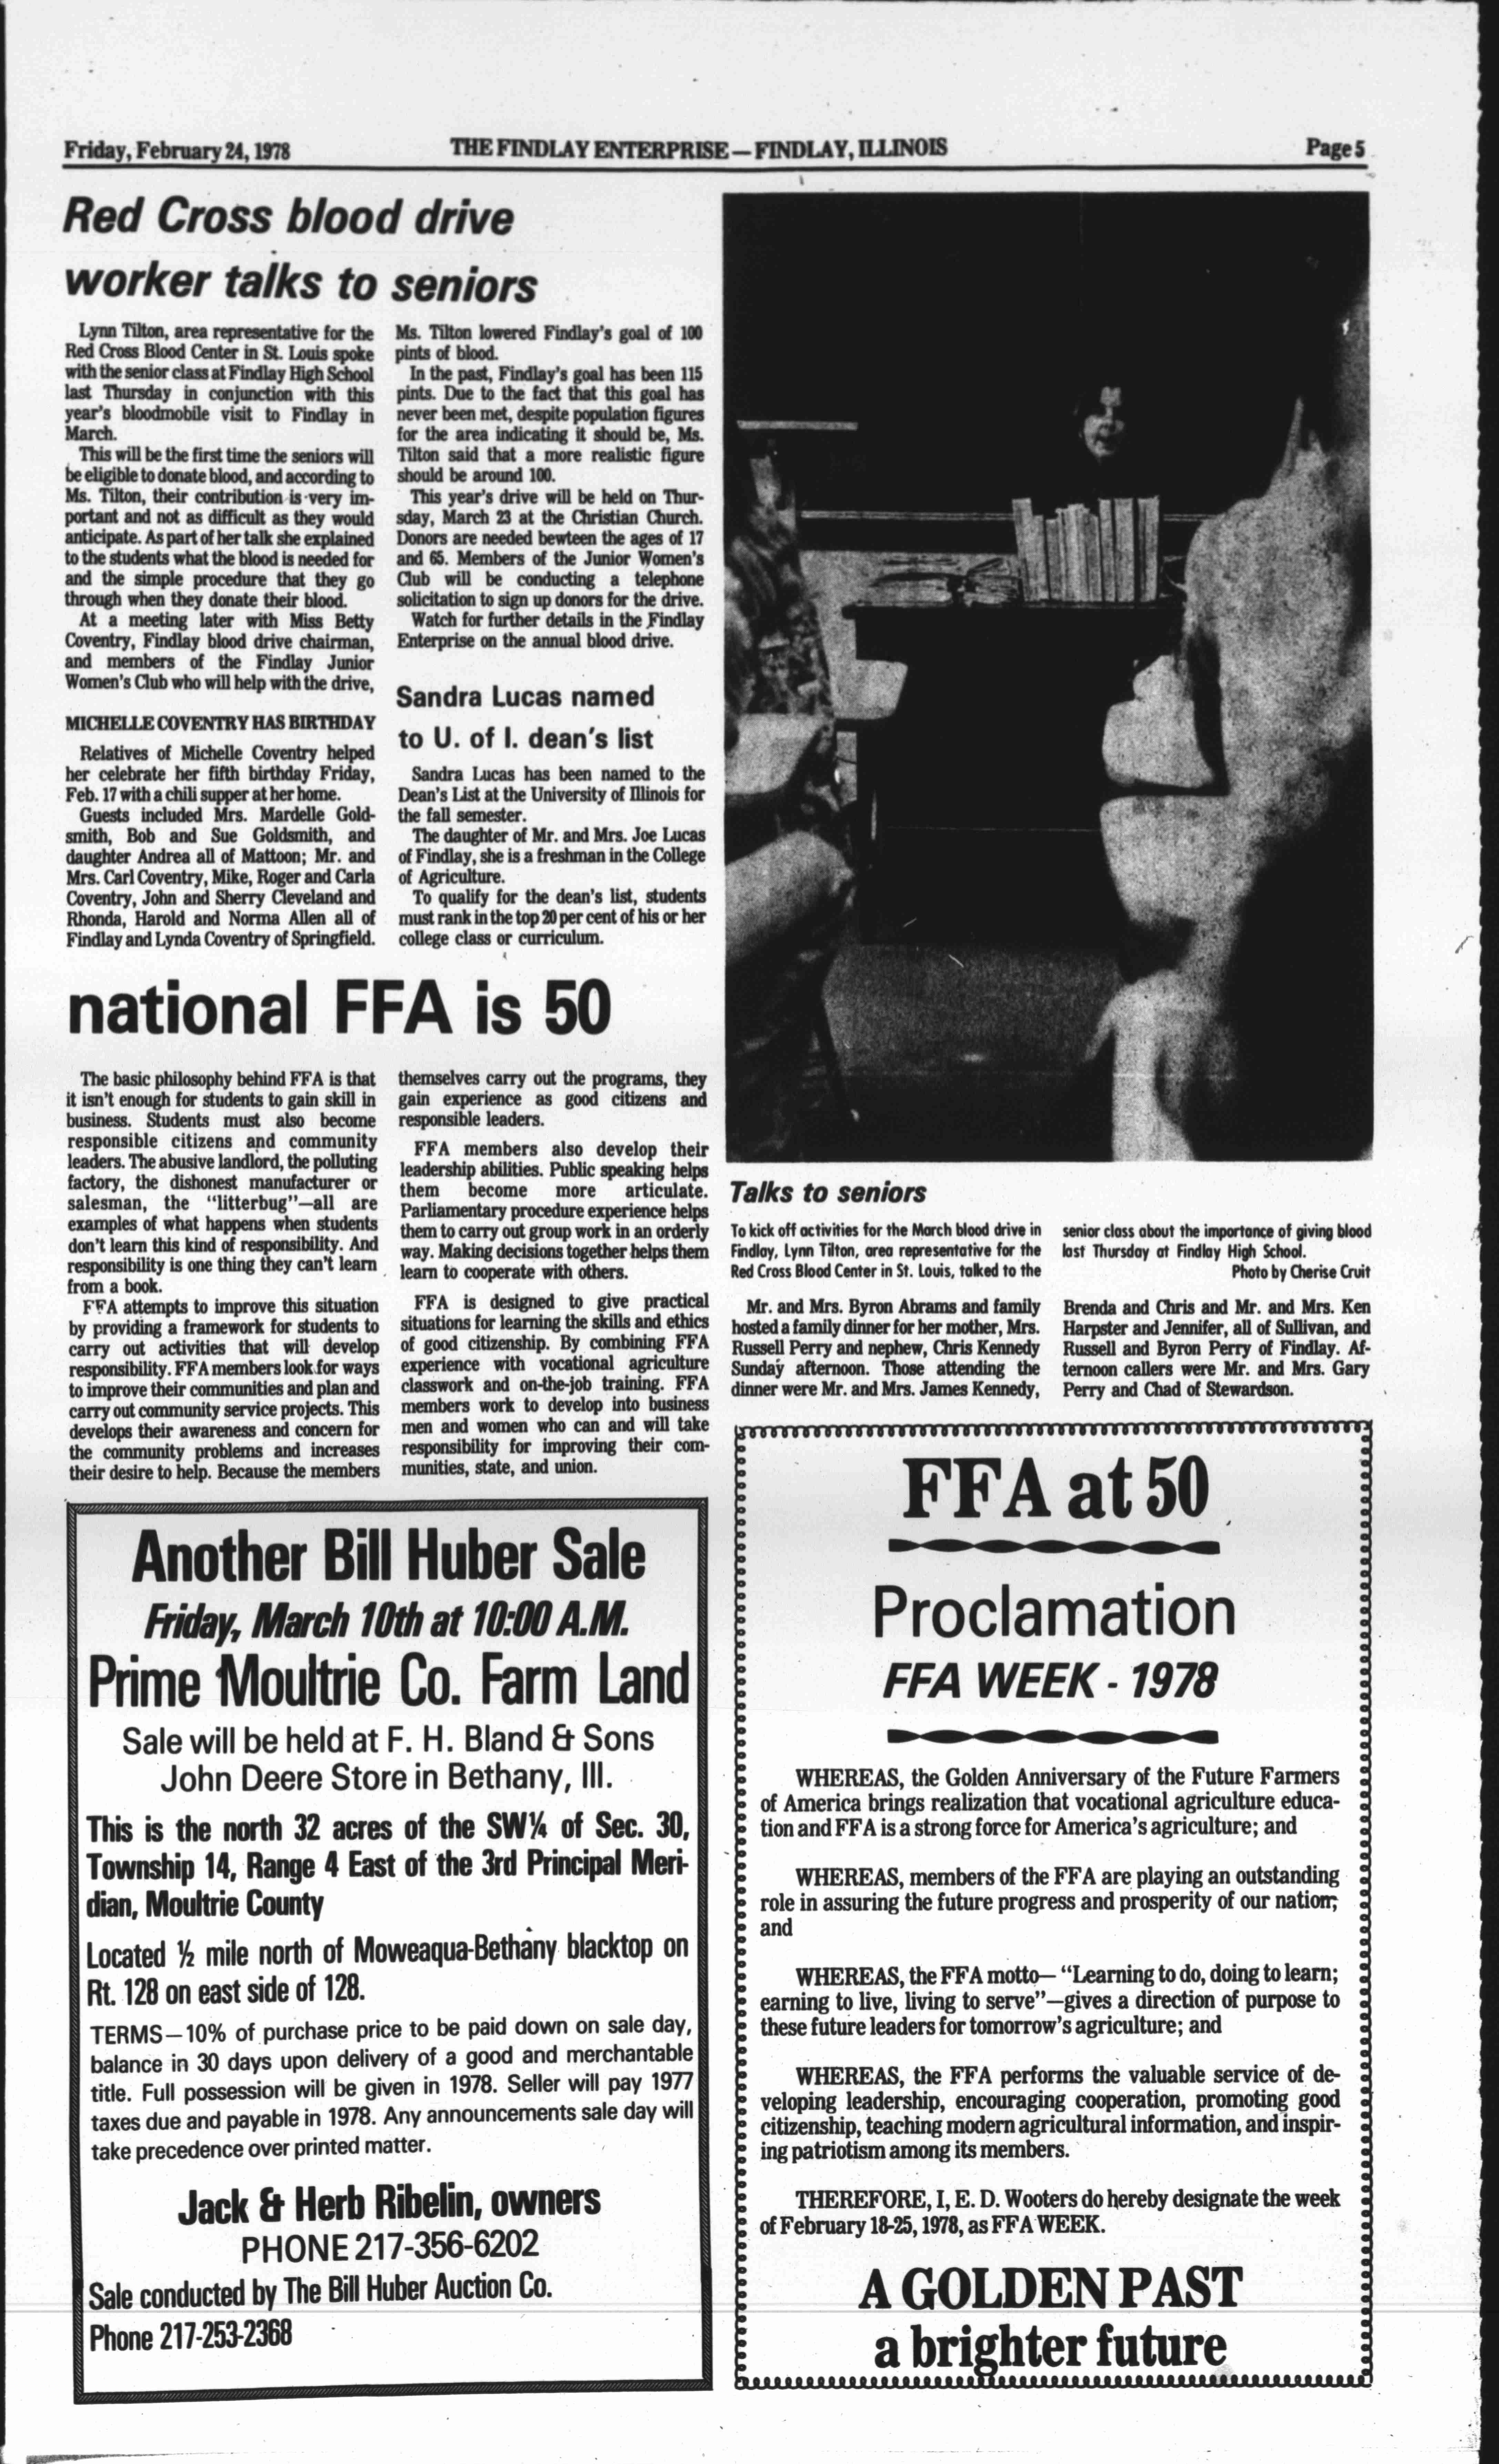 Friday, February 24, 1978
THE FINDLAY ENTERPRISE — FINDLAY, ILLINOIS
Page 5
Red Cross blood drive
worker talks to seniors
Lynn Tilton, area representative for the
Red Cross Blood Center in St. Louis spoke
with the senior class at Findlay High School
last Thursday in conjunction with this
year's bloodmobile visit to Findlay in
March.
This will be the first time the seniors will
be eligible to donate blood, and according to
Ms. Tilton, their contribution is very im-
portant and not as difficult as they would
anticipate. As part of her talk she explained
to the students what the blood is needed for
and the simple procedure that they go
through when they donate their blood.
At a meeting later with Miss Betty
Coventry, Findlay blood drive chairman,
and members of the Findlay Junior
Women's Club who will help with the drive,
Ms. Tilton lowered Findlay's goal of 100
pints of blood.
In the past, Findlay's goal has been 115
pints. Due to the fact that this goal has
never been met, despite population figures
for the area indicating it should be, Ms.
Tilton said that a more realistic figure
should be around 100.
This year's drive will be held on Thur-
sday, March 23 at the Christian Church.
Donors are needed bewteen the ages of 17
and 65. Members of the Junior Women's
Club will be conducting a telephone
solicitation to sign up donors for the drive.
Watch for further details in the Findlay
Enterprise on the annual blood drive.
MICHELLE COVENTRY HAS BIRTHDAY
Relatives of Michelle Coventry helped
her celebrate her fifth birthday Friday,
Feb. 17 with a chili supper at her home.
Guests included Mrs. Mardelle Gold-
smith, Bob and Sue Goldsmith, and
daughter Andrea all of Mattoon; Mr. and
Mrs. Carl Coventry, Mike, Roger and Carla
Coventry, John and Sherry Cleveland and
Rhonda, Harold and Norma Allen all of
Findlay and Lynda Coventry of Springfield.
Sandra Lucas named
to U. of I. dean's list
Sandra Lucas has been named to the
Dean's List at the University of Illinois for
the fall semester.
The daughter of Mr. and Mrs. Joe Lucas
of Findlay, she is a freshman in the College
of Agriculture.
To qualify for the dean's list, students
must rank in the top 20 per cent of his or her
college class or curriculum.
national FFA is 50
The basic philosophy behind FFA is that
it isn't enough for students to gain skill in
business. Students must also become
responsible citizens and community
leaders. The abusive landlord, the polluting
factory, the dishonest manufacturer or
salesman, the "litterbug"—all are
examples of what happens when students
don't learn this kind of responsibility. And
responsibility is one thing they can't learn
from a book.
FFA attempts to improve this situation
by providing a framework for students to
carry out activities that will develop
responsibility. FFA members look for ways
to improve their communities and plan and
carry out community service projects. This
develops their awareness and concern for
the community problems and increases
their desire to help. Because the members
themselves carry out the programs, they
gain experience as good citizens and
responsible leaders.
FFA members also develop their
leadership abilities. Public speaking helps
them become more articulate.
Parliamentary procedure experience helps
them to carry out group work in an orderly
way. Making decisions together helps them
learn to cooperate with others.
FFA is designed to give practical
situations for learning the skills and ethics
of good citizenship. By combining FFA
experience with vocational agriculture
classwork and on-the-job training. FFA
members work to develop into business
men and women who can and will take
responsibility for improving their com-
munities, state, and union.
Talks to seniors
To kick off activities for the March blood drive in
Findlay, Lynn Tilton, area representative for the
Red Cross Blood Center in St. Louis, talked to the
senior class about the importance of giving blood
last Thursday at Findlay High School.
Photo by Cherise Cruit
Mr. and Mrs. Byron Abrams and family
hosted a family dinner for her mother, Mrs.
Russell Perry and nephew, Chris Kennedy
Sunday afternoon. Those attending the
dinner were Mr. and Mrs. James Kennedy,
Brenda and Chris and Mr. and Mrs. Ken
Harpster and Jennifer, all of Sullivan, and
Russell and Byron Perry of Findlay. Af-
ternoon callers were Mr. and Mrs. Gary
Perry and Chad of Stewardson.
Another Bill Huber Sale
Friday, March 10th at 10:00 A.M.
Prime Moultrie Co. Farm Land
Sale will be held at F. H. Bland & Sons
John Deere Store in Bethany, Ill.
This is the north 32 acres of the SW¼ of Sec. 30,
Township 14, Range 4 East of the 3rd Principal Meri-
dian, Moultrie County
Located ½ mile north of Moweaqua-Bethany blacktop on
Rt. 128 on east side of 128.
TERMS—10% of purchase price to be paid down on sale day,
balance in 30 days upon delivery of a good and merchantable
title. Full possession will be given in 1978. Seller will pay 1977
taxes due and payable in 1978. Any announcements sale day will
take precedence over printed matter.
Jack & Herb Ribelin, owners
PHONE 217-356-6202
Sale conducted by The Bill Huber Auction Co.
Phone 217-253-2368
FFA at 50
Proclamation
FFA WEEK - 1978
WHEREAS, the Golden Anniversary of the Future Farmers
of America brings realization that vocational agriculture educa-
tion and FFA is a strong force for America's agriculture; and
WHEREAS, members of the FFA are playing an outstanding
role in assuring the future progress and prosperity of our nation;
and
WHEREAS, the FFA motto— "Learning to do, doing to learn;
earning to live, living to serve"—gives a direction of purpose to
these future leaders for tomorrow's agriculture; and
WHEREAS, the FFA performs the valuable service of de-
veloping leadership, encouraging cooperation, promoting good
citizenship, teaching modern agricultural information, and inspir-
ing patriotism among its members.
THEREFORE, I, E. D. Wooters do hereby designate the week
of February 18-25, 1978, as FFA WEEK.
A GOLDEN PAST
a brighter future